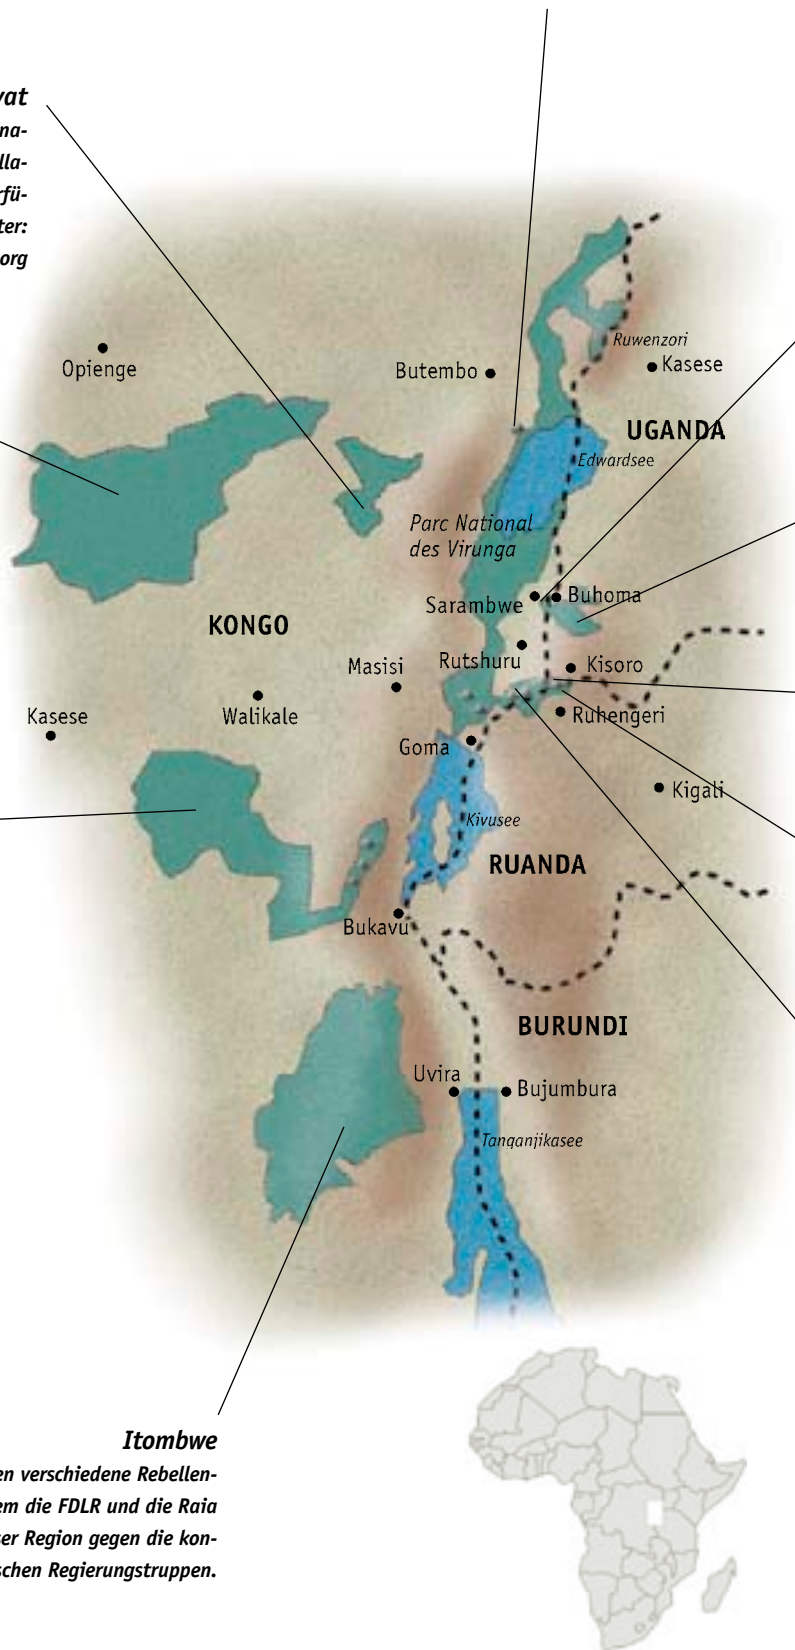 vat
na-
lla-
rfü-
ter:
org
Ruwenzori
Opienge
Butembo
Kasese
UGANDA
Edwardsee
Parc National
des Virunga
Sarambwe
Buhoma
KONGO
Masisi
Rutshuru
Kisoro
Kasese
Walikale
Ruhengeri
Goma
Kigali
Kivusee
RUANDA
Bukavu
BURUNDI
Uvira
Bujumbura
Tanganjikasee
Itombwe
en verschiedene Rebellen-
em die FDLR und die Raia
ser Region gegen die kon-
schen Regierungstruppen.